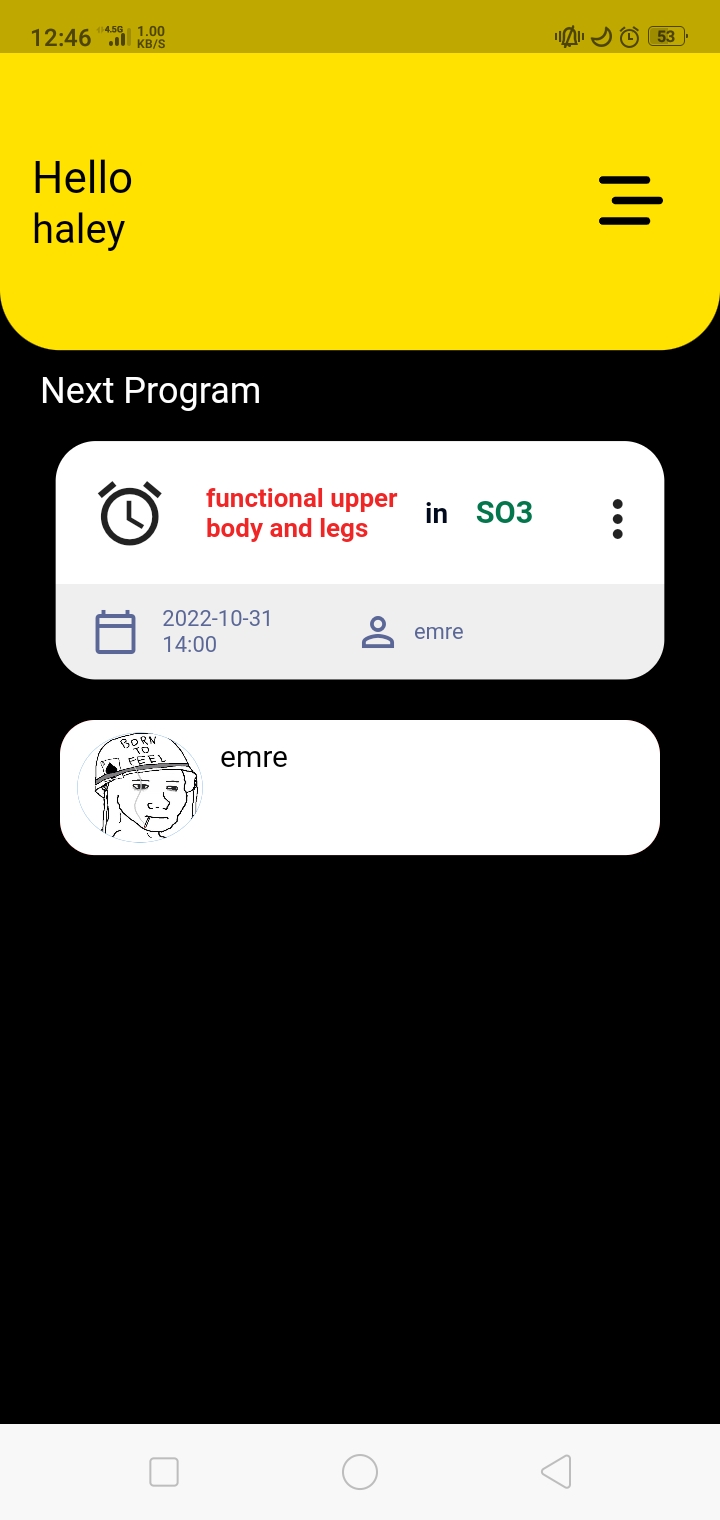 12:46 4.5G 1.00
KB/S
53
Hello
haley
Next Program
functional upper
body and legs
in
SO3
2022-10-31
14:00
emre
BORN
TO
FEEL
emre